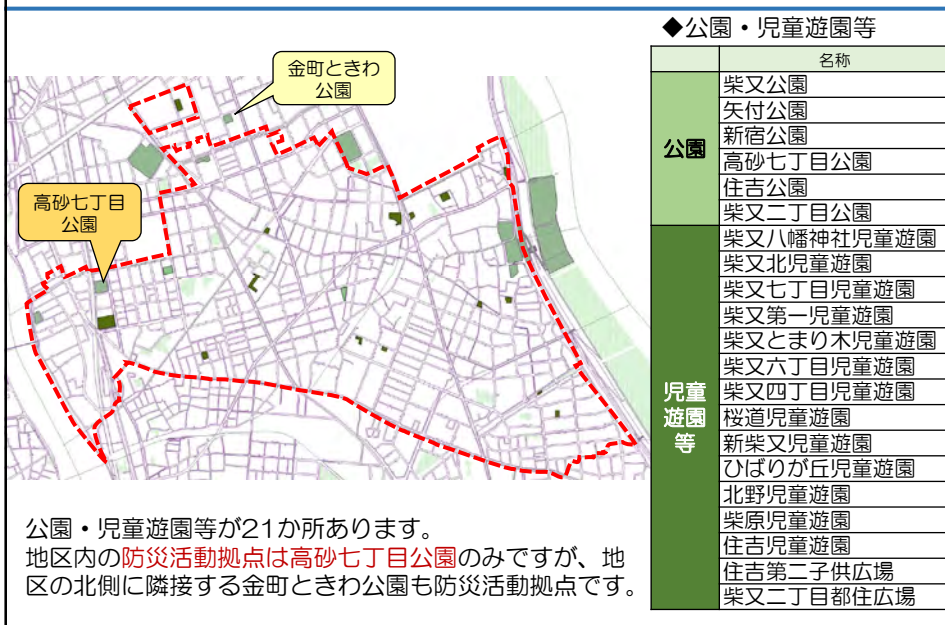 ◆公園・児童遊園等
金町ときわ
公園
高砂七丁目
公園
名称
公園
柴又公園
矢付公園
新宿公園
高砂七丁目公園
住吉公園
柴又二丁目公園
児童
遊園
等
柴又八幡神社児童遊園
柴又北児童遊園
柴又七丁目児童遊園
柴又第一児童遊園
柴又とまり木児童遊園
柴又六丁目児童遊園
柴又四丁目児童遊園
桜道児童遊園
新柴又児童遊園
ひばりが丘児童遊園
北野児童遊園
柴原児童遊園
住吉児童遊園
住吉第二子供広場
柴又二丁目都住広場
公園・児童遊園等が21か所あります。
地区内の防災活動拠点は高砂七丁目公園のみですが、地
区の北側に隣接する金町ときわ公園も防災活動拠点です。